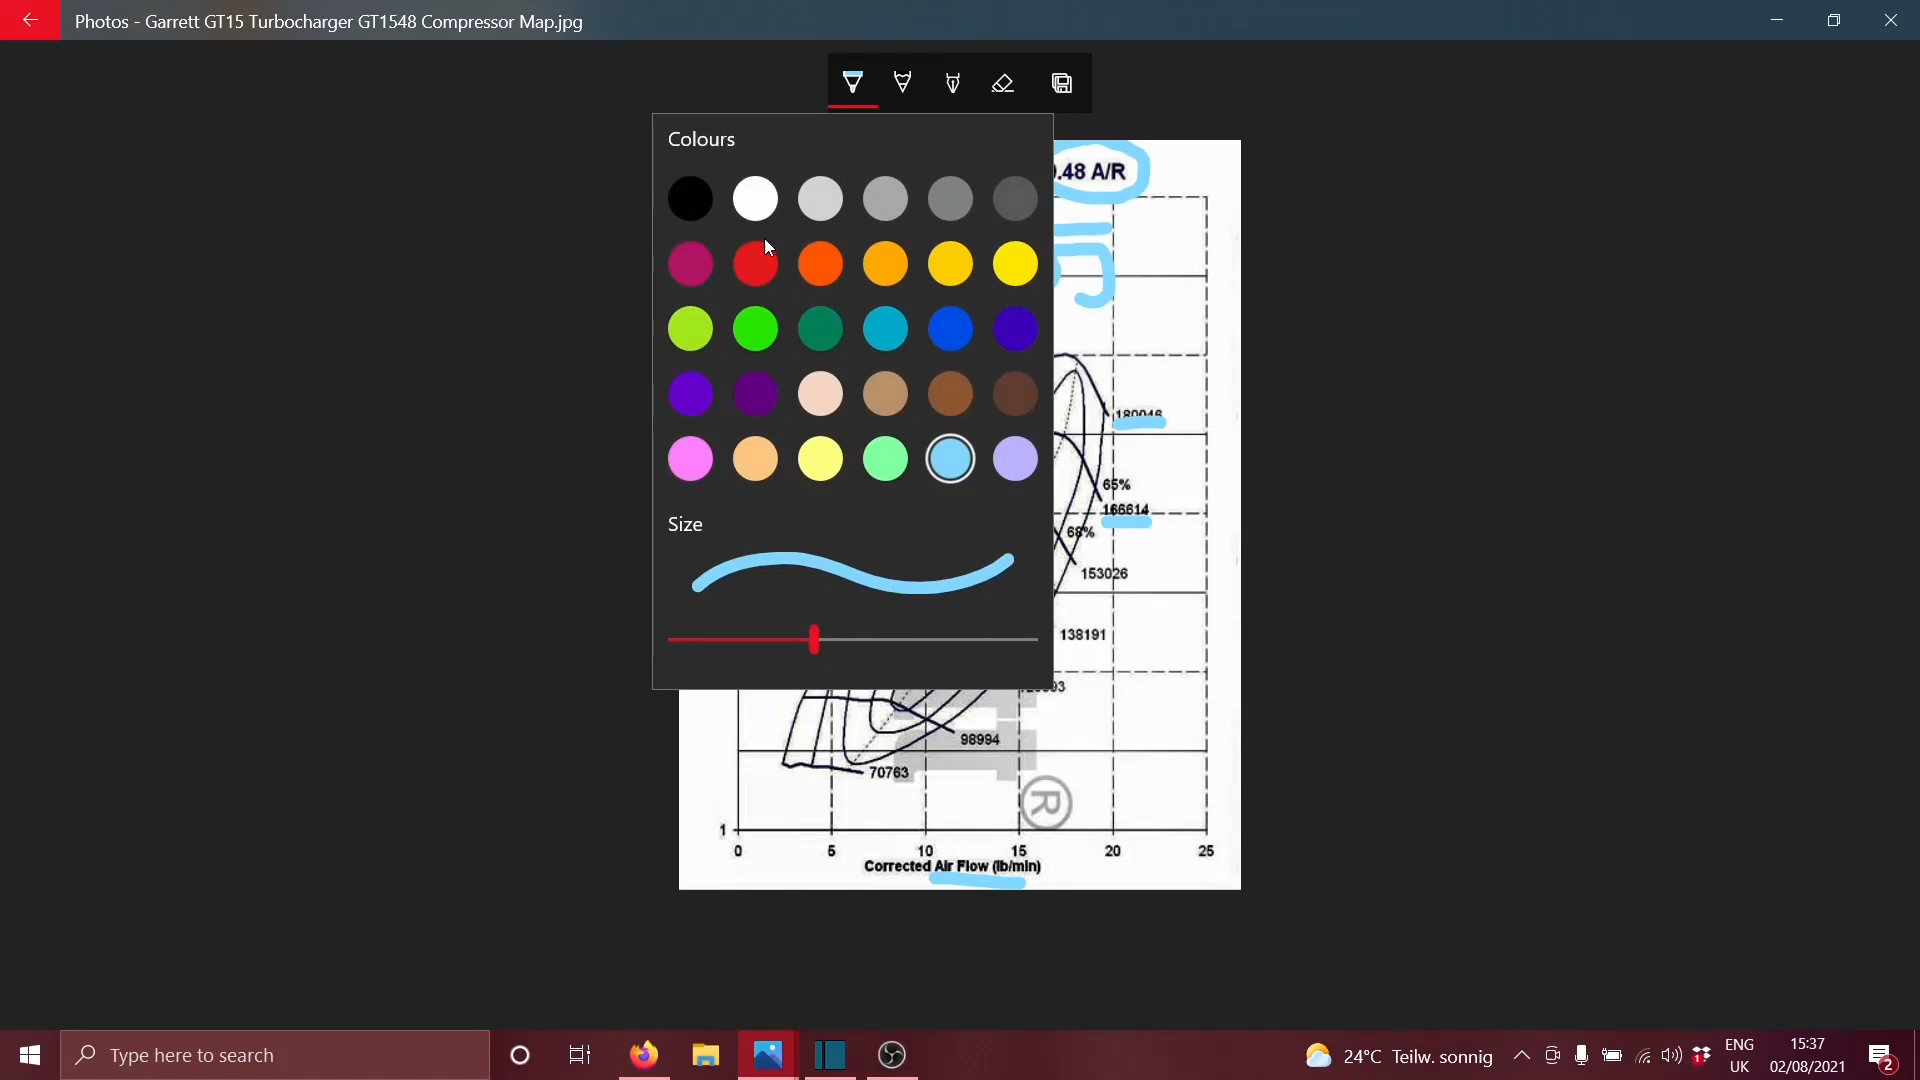 Photos - Garrett GT15 Turbocharger GT1548 Compressor Map.jpg
Colours
.48 A/R
180046
65%
166614
68%
153026
Size
138191
98994
70763
®
1
0 5 10 15 20 25
Corrected Air Flow (lb/min)
Type here to search
24°C Teilw. sonnig
ENG
UK
15:37
02/08/2021
2
1